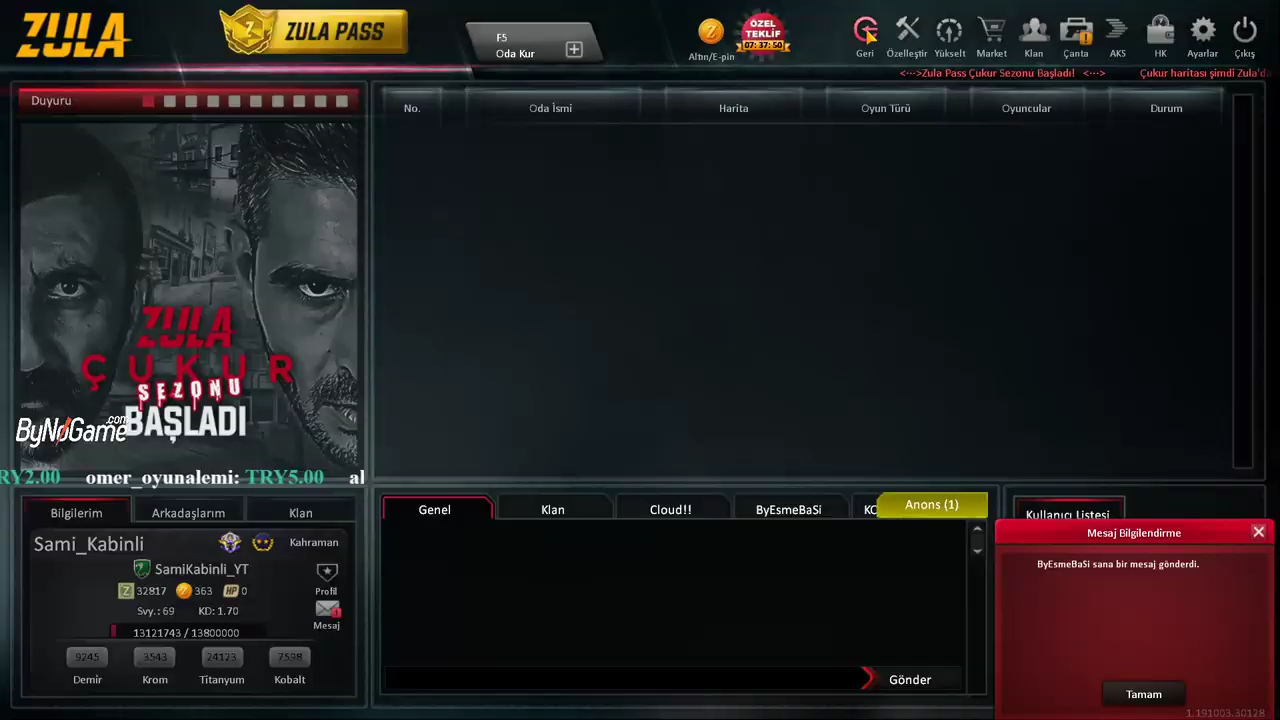 ZULA
ZULA PASS
F5
Oda Kur
Altın/E-pin
ÖZEL
TEKLİF
07:37:50
Geri
Özelleştir
Yükselt
Market
Klan
Çanta
AKS
HK
Ayarlar
Çıkış
<--->Zula Pass Çukur Sezonu Başladı! <--->
Çukur haritası şimdi Zula'da
Duyuru
No.
Oda İsmi
Harita
Oyun Türü
Oyuncular
Durum
ZULA
ÇUKUR
SEZONU
BAŞLADI
ByNoGame.com
RY2.00 omer_oyunalemi: TRY5.00 al
Bilgilerim
Arkadaşlarım
Klan
Sami_Kabinli
Kahraman
SamiKabinli_YT
32817
363
HP 0
Profil
Svy.: 69
KD: 1.70
Mesaj
13121743 / 13800000
9245
3543
24123
7598
Demir
Krom
Titanyum
Kobalt
Genel
Klan
Cloud!!
ByEsmeBaSi
KO
Anons (1)
Gönder
Kullanıcı Listesi
Mesaj Bilgilendirme
ByEsmeBaSi sana bir mesaj gönderdi.
Tamam
1.191003.30128